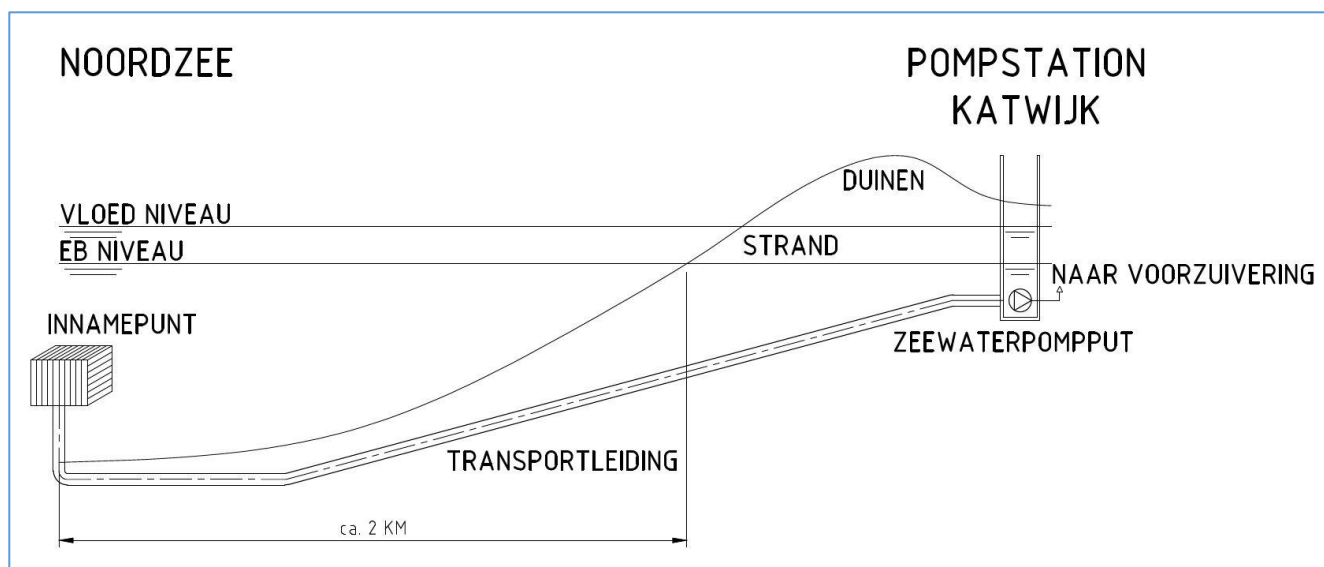 NOORDZEE
POMPSTATION
KATWIJK
DUINEN
VLOED NIVEAU
EB NIVEAU
STRAND
NAAR VOORZUIVERING
INNAMEPUNT
ZEEWATERPOMPPUT
TRANSPORTLEIDING
ca. 2 KM